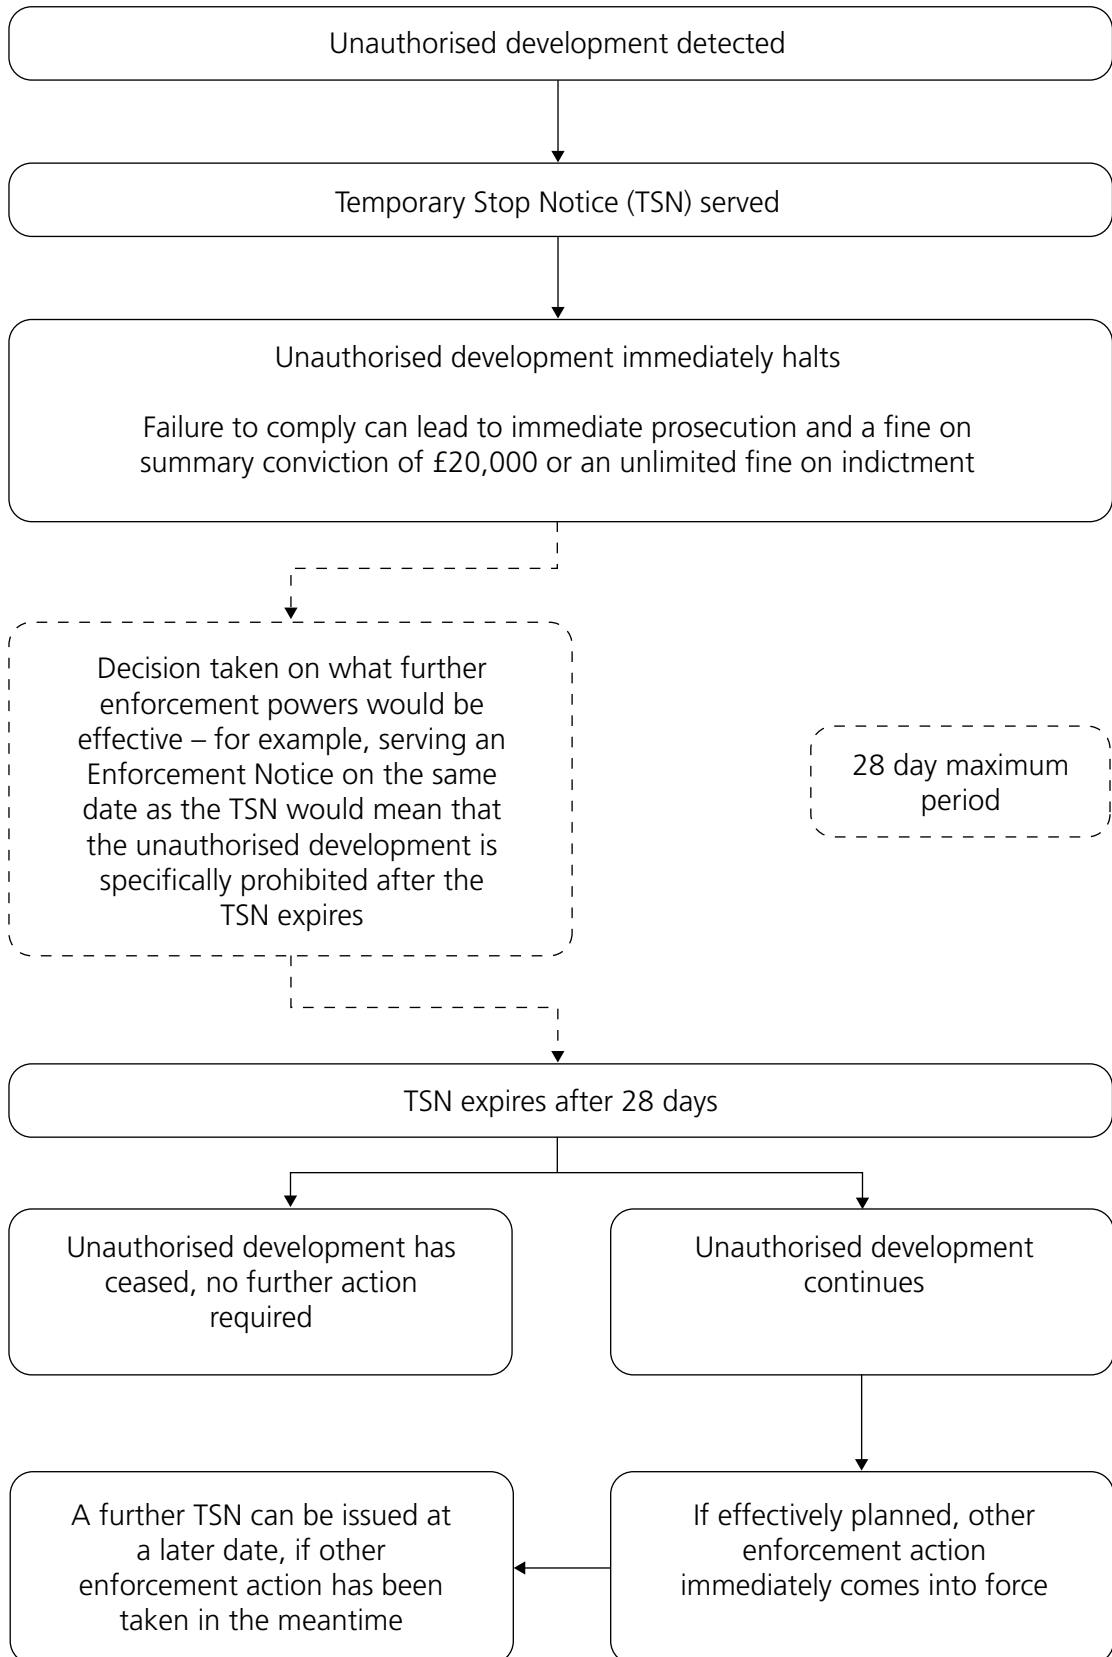 Unauthorised development detected
Temporary Stop Notice (TSN) served
Unauthorised development immediately halts
Failure to comply can lead to immediate prosecution and a fine on
summary conviction of £20,000 or an unlimited fine on indictment
Decision taken on what further
enforcement powers would be
effective – for example, serving an
Enforcement Notice on the same
date as the TSN would mean that
the unauthorised development is
specifically prohibited after the
TSN expires
28 day maximum
period
TSN expires after 28 days
Unauthorised development has
ceased, no further action
required
Unauthorised development
continues
A further TSN can be issued at
a later date, if other
enforcement action has been
taken in the meantime
If effectively planned, other
enforcement action
immediately comes into force